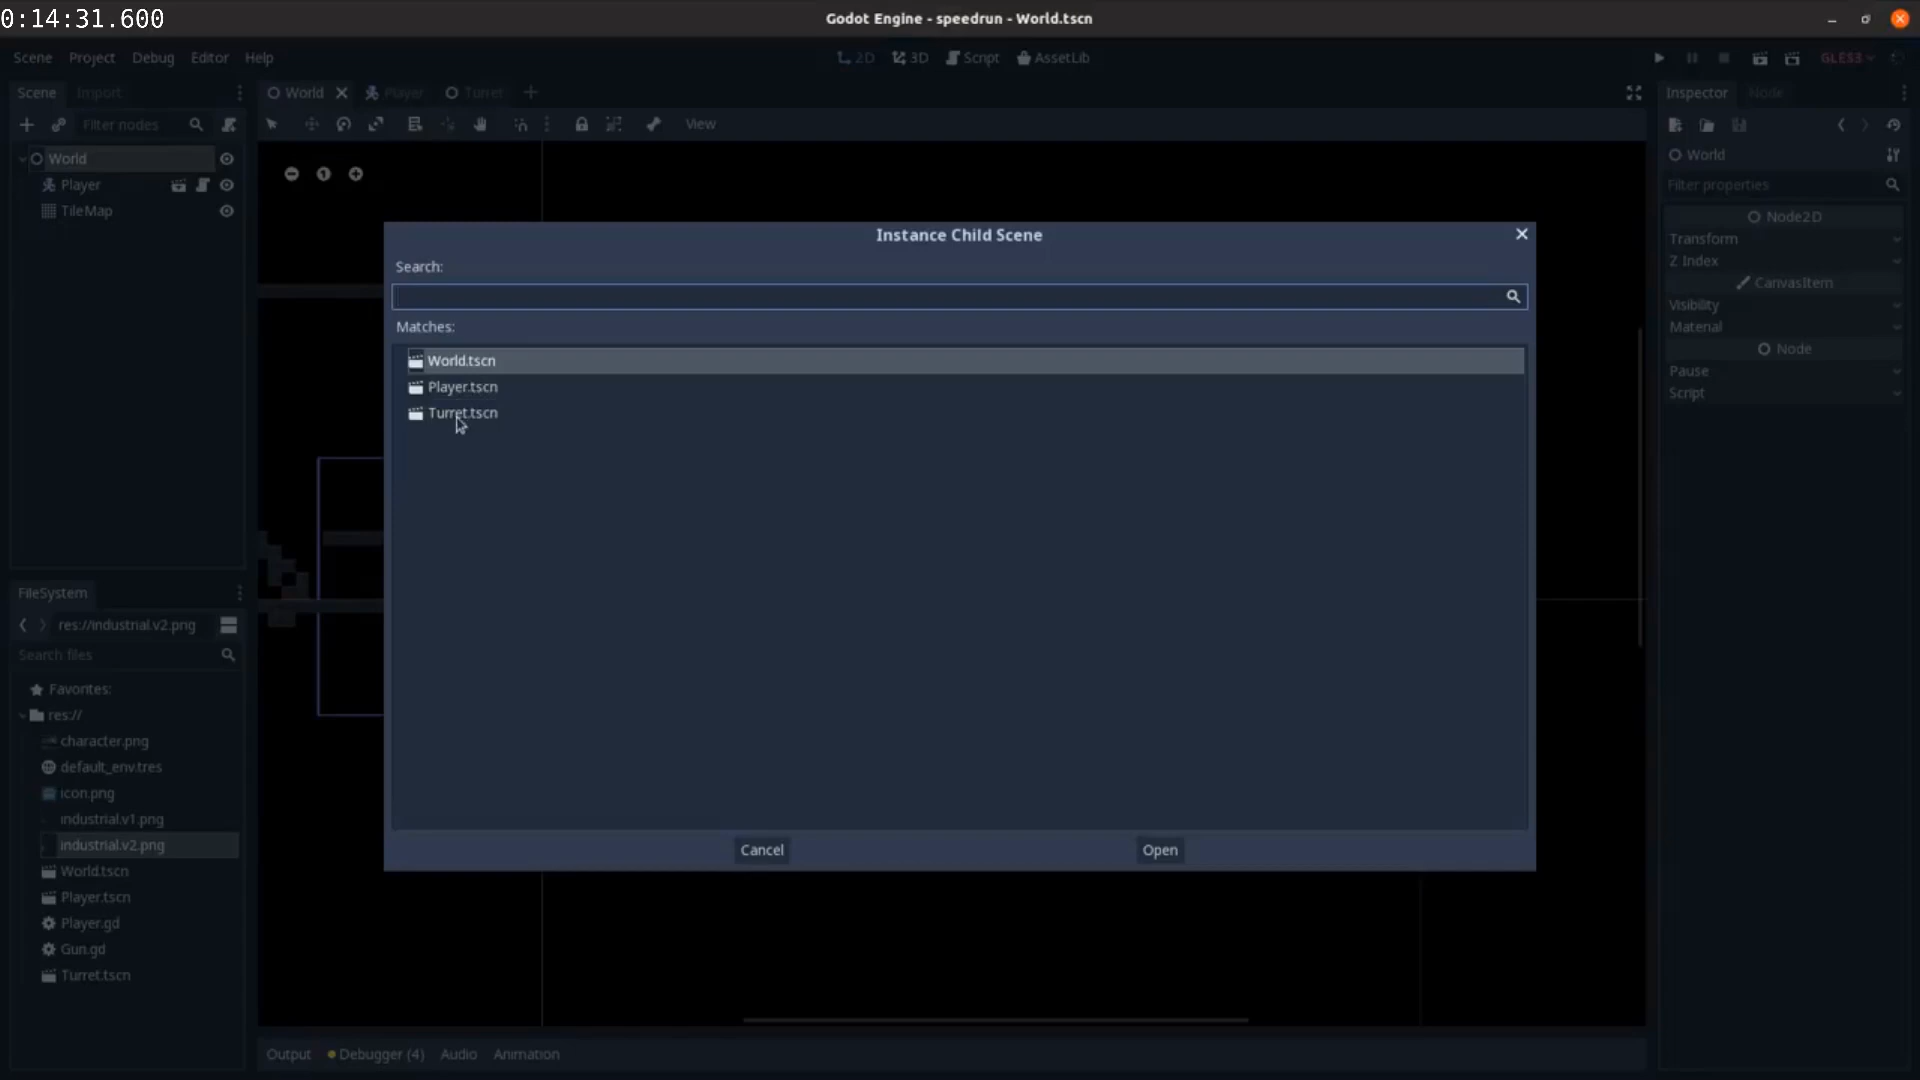 0:14:31.600
Godot Engine - speedrun - World.tscn
Scene Project Debug Editor Help
2D 3D Script AssetLib
GLES3
Scene Import
World Player Turret
Inspector Node
Filter nodes
View
World
Player
TileMap
World
Filter properties
Node2D
Transform
Z Index
CanvasItem
Visibility
Material
Node
Pause
Script
Instance Child Scene
Search:
Matches:
World.tscn
Player.tscn
Turret.tscn
Cancel Open
FileSystem
res://industrial.v2.png
Search files
Favorites:
res://
character.png
default_env.tres
icon.png
industrial.v1.png
industrial.v2.png
World.tscn
Player.tscn
Player.gd
Gun.gd
Turret.tscn
Output Debugger (4) Audio Animation